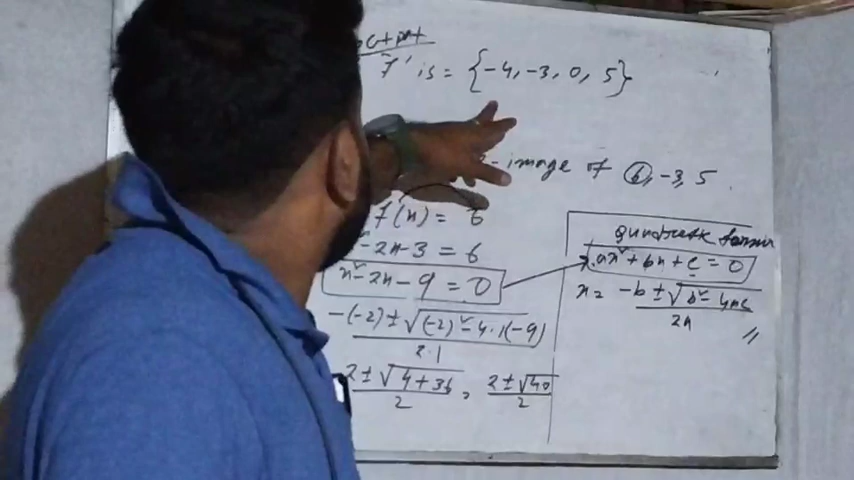 f' is = {-4, -3, 0, 5}
-image of 6, -3, 5
f(x) = 6
-2x-3 = 6
x²-2x-9 = 0
-(-2)±√(-2)²-4.1(-9)
2.1
2±√4+36 , 2±√40
2 2
ax²+bx+c = 0
x = -b±√b²-4ac
2a